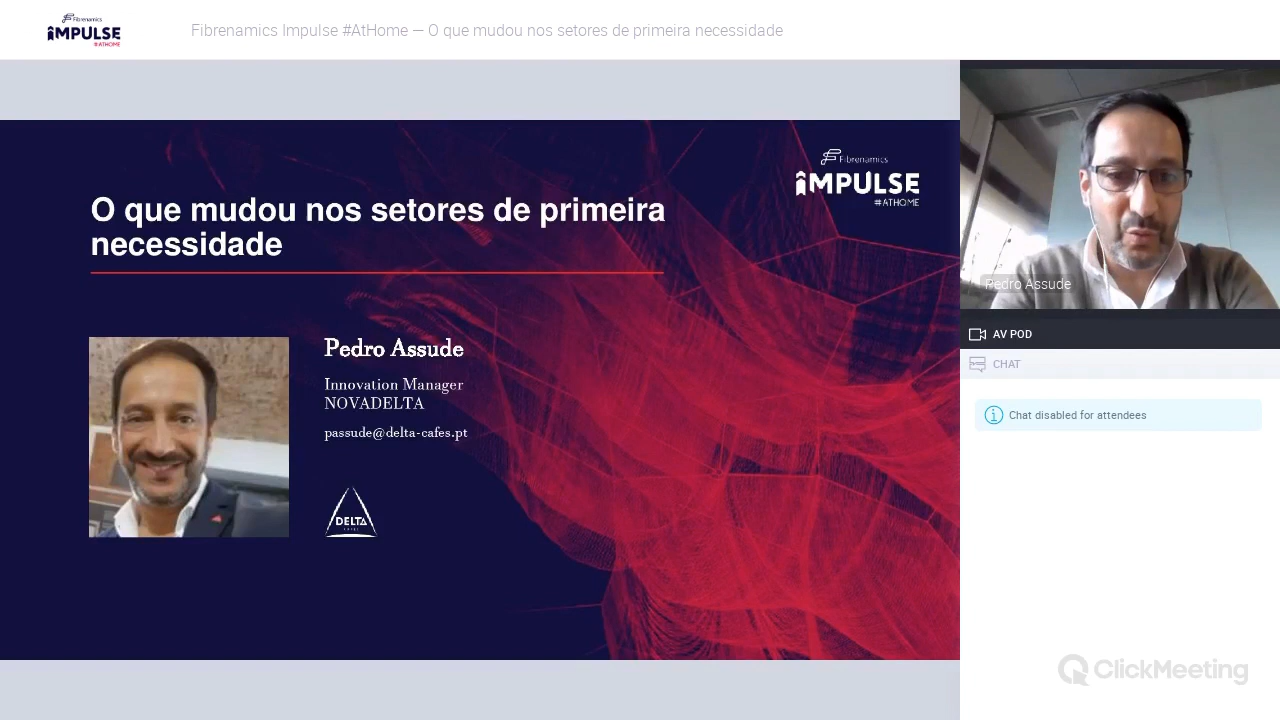 Fibrenamics
IMPULSE
#ATHOME
Fibrenamics Impulse #AtHome — O que mudou nos setores de primeira necessidade
Fibrenamics
IMPULSE
#ATHOME
O que mudou nos setores de primeira
necessidade
Pedro Assude
Innovation Manager
NOVADELTA
passude@delta-cafes.pt
DELTA
Pedro Assude
AV POD
CHAT
Chat disabled for attendees
ClickMeeting